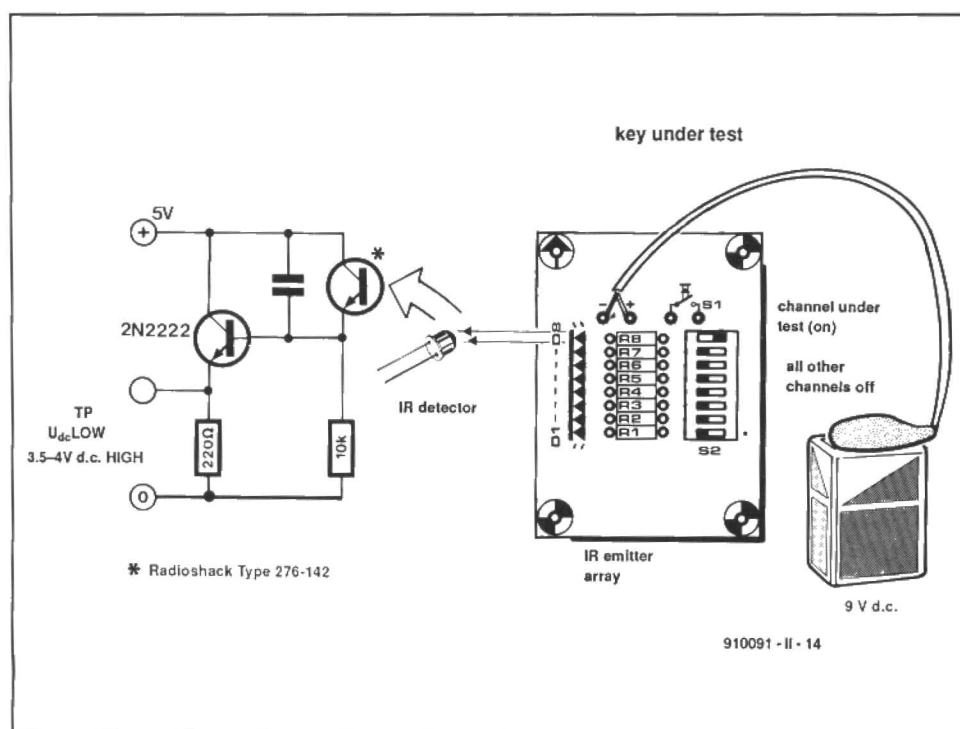 key under test
5V
+
*
2N2222
TP
UdcLOW
3.5–4V d.c. HIGH
220Ω
10k
0
* Radioshack Type 276-142
IR detector
- +
S1
D8
D1
R8
R7
R6
R5
R4
R3
R2
R1
S2
IR emitter
array
channel under
test (on)
all other
channels off
9 V d.c.
910091 - II - 14